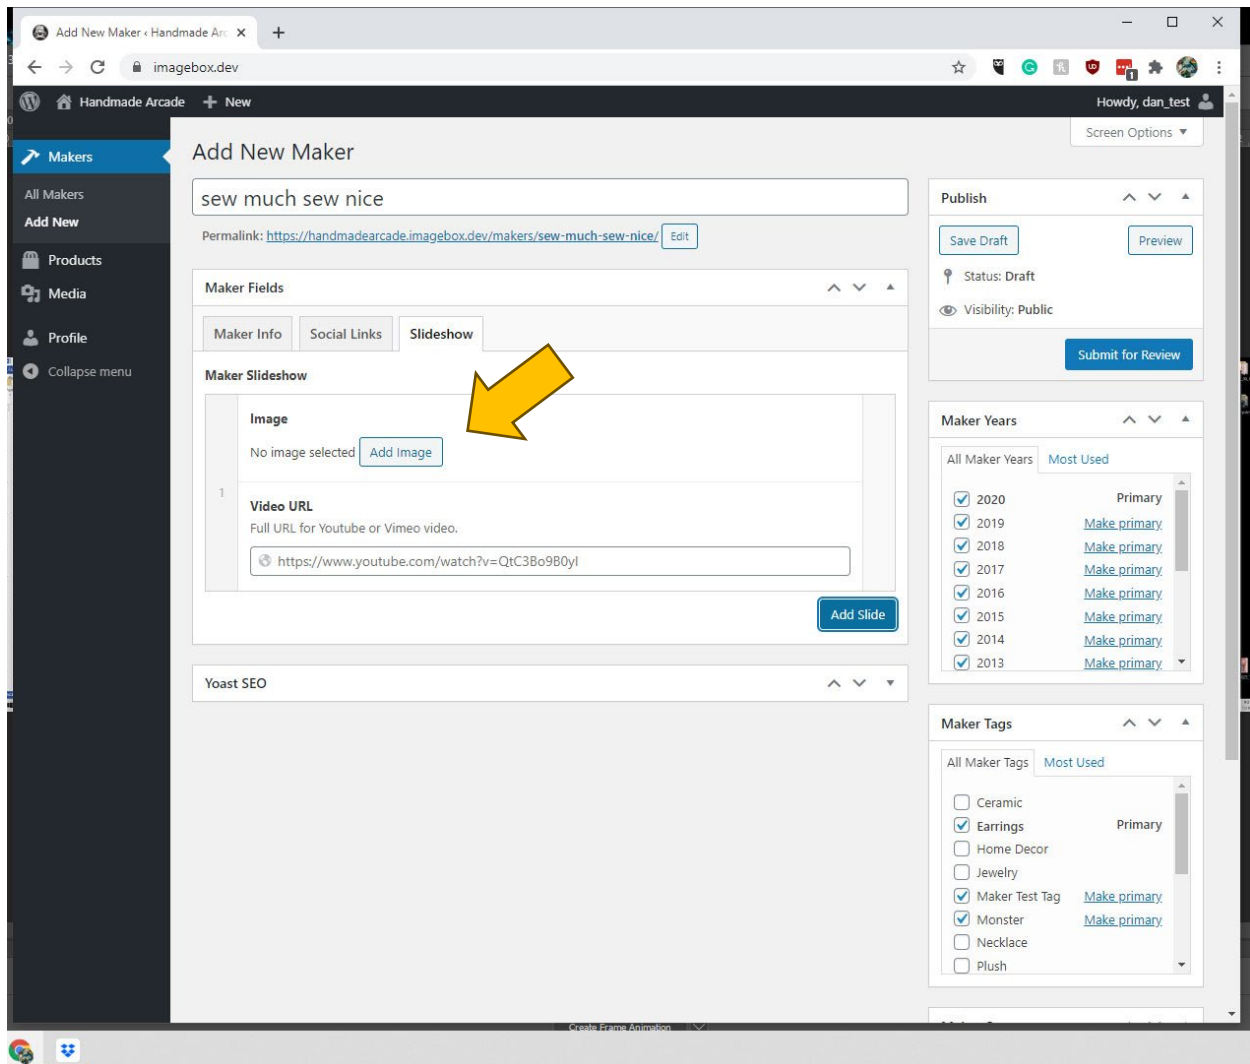 Add New Maker ‹ Handmade Arc
imagebox.dev
1
Handmade Arcade
New
Howdy, dan_test
Screen Options
Makers
All Makers
Add New
Products
Media
Profile
Collapse menu
Add New Maker
sew much sew nice
Permalink: https://handmadearcade.imagebox.dev/makers/sew-much-sew-nice/ Edit
Maker Fields
Maker Info Social Links Slideshow
Maker Slideshow
Image
No image selected Add Image
1
Video URL
Full URL for Youtube or Vimeo video.
https://www.youtube.com/watch?v=QtC3Bo9B0yI
Add Slide
Yoast SEO
Publish
Save Draft Preview
Status: Draft
Visibility: Public
Submit for Review
Maker Years
All Maker Years Most Used
2020 Primary
2019 Make primary
2018 Make primary
2017 Make primary
2016 Make primary
2015 Make primary
2014 Make primary
2013 Make primary
Maker Tags
All Maker Tags Most Used
Ceramic
Earrings Primary
Home Decor
Jewelry
Maker Test Tag Make primary
Monster Make primary
Necklace
Plush
Create Frame Animation